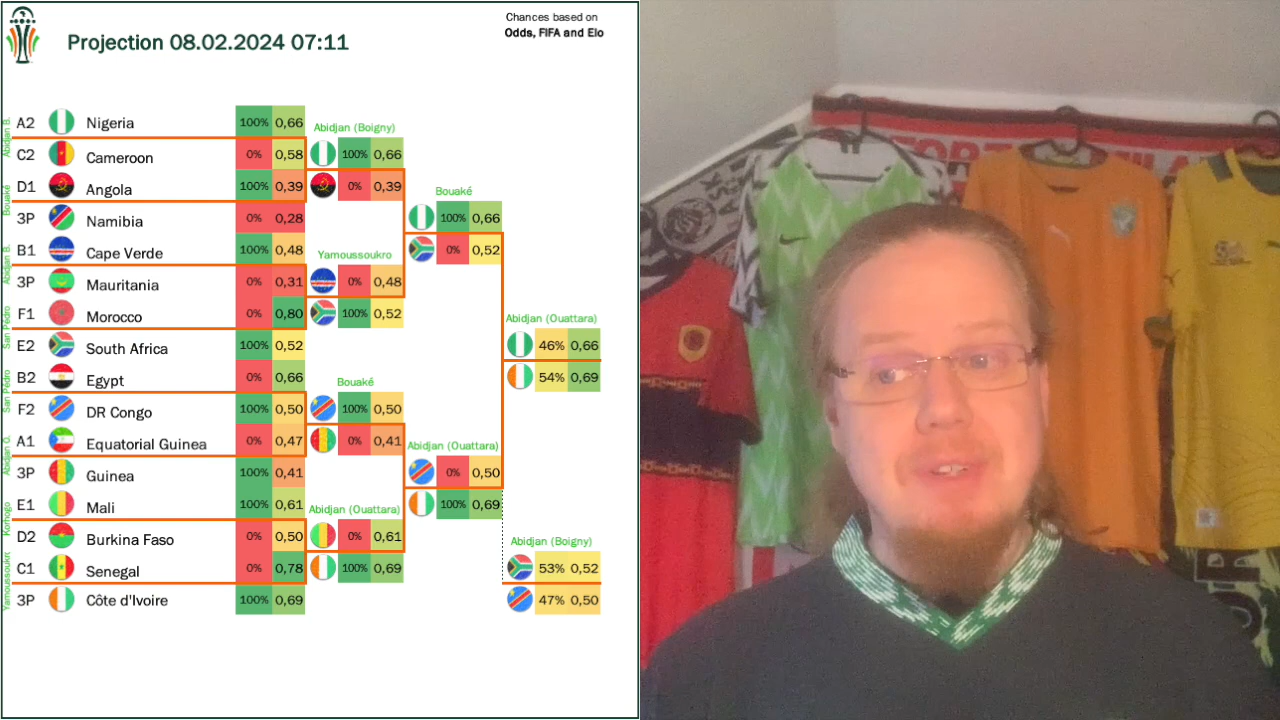 Chances based on
Odds, FIFA and Elo
Projection 08.02.2024 07:11
A2 Nigeria 100% 0,66
Abidjan (Boigny)
C2 Cameroon 0% 0,58 100% 0,66
D1 Angola 100% 0,39 0% 0,39
Bouaké
3P Namibia 0% 0,28 100% 0,66
B1 Cape Verde 100% 0,48 0% 0,52
Yamoussoukro
3P Mauritania 0% 0,31 0% 0,48
F1 Morocco 0% 0,80 100% 0,52
Abidjan (Ouattara)
E2 South Africa 100% 0,52 46% 0,66
B2 Egypt 0% 0,66 54% 0,69
Bouaké
F2 DR Congo 100% 0,50 100% 0,50
A1 Equatorial Guinea 0% 0,47 0% 0,41
Abidjan (Ouattara)
3P Guinea 100% 0,41 0% 0,50
E1 Mali 100% 0,61 100% 0,69
Abidjan (Ouattara)
D2 Burkina Faso 0% 0,50 0% 0,61
Abidjan (Boigny)
C1 Senegal 0% 0,78 100% 0,69 53% 0,52
3P Côte d'Ivoire 100% 0,69 47% 0,50
Abidjan B.
Bouaké
Abidjan B.
San Pédro
San Pédro
Abidjan O.
Korhogo